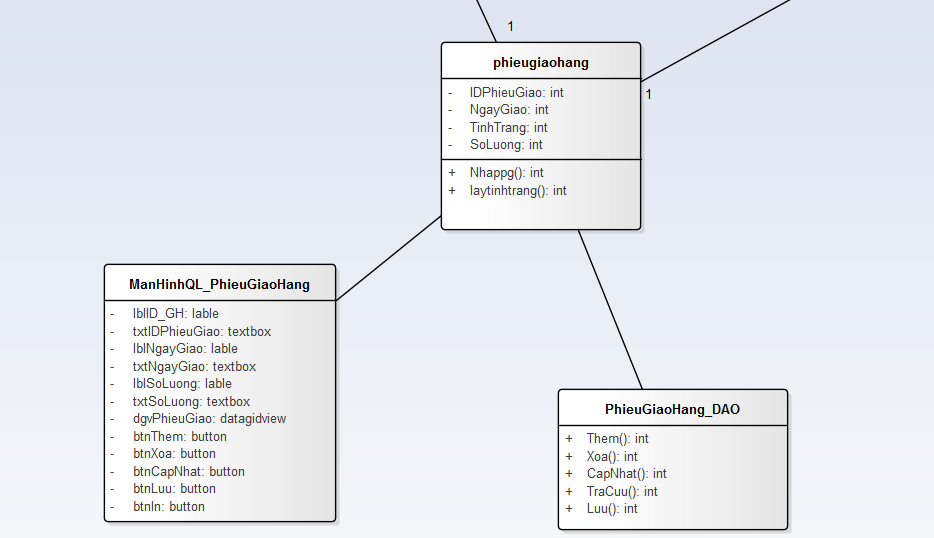 1
phieugiaohang
1
- IDPhieuGiao: int
- NgayGiao: int
- TinhTrang: int
- SoLuong: int
+ Nhappg(): int
+ laytinhtrang(): int
ManHinhQL_PhieuGiaoHang
- lblID_GH: lable
- txtIDPhieuGiao: textbox
- lblNgayGiao: lable
- txtNgayGiao: textbox
- lblSoLuong: lable
- txtSoLuong: textbox
- dgvPhieuGiao: datagidview
- btnThem: button
- btnXoa: button
- btnCapNhat: button
- btnLuu: button
- btnIn: button
PhieuGiaoHang_DAO
+ Them(): int
+ Xoa(): int
+ CapNhat(): int
+ TraCuu(): int
+ Luu(): int